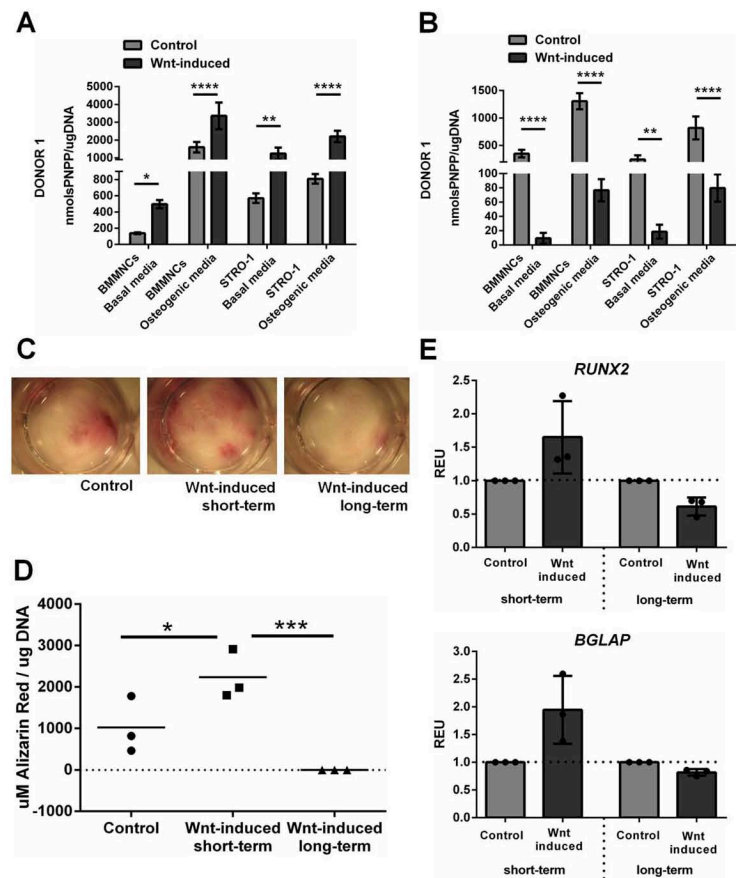 A
Control
Wnt-induced
DONOR 1
nmolsPNPP/ugDNA
6000
5000
4000
3000
2000
1000
800
600
400
200
0
*
****
**
****
BMMNCs
Basal media
BMMNCs
Osteogenic media
STRO-1
Basal media
STRO-1
Osteogenic media
B
Control
Wnt-induced
DONOR 1
nmolsPNPP/ugDNA
1500
1000
500
100
80
60
40
20
0
****
****
**
****
BMMNCs
Basal media
BMMNCs
Osteogenic media
STRO-1
Basal media
STRO-1
Osteogenic media
C
Control
Wnt-induced
short-term
Wnt-induced
long-term
D
uM Alizarin Red / ug DNA
4000
3000
2000
1000
0
-1000
*
***
Control
Wnt-induced
short-term
Wnt-induced
long-term
E
RUNX2
REU
2.5
2.0
1.5
1.0
0.5
0.0
Control
Wnt
induced
Control
Wnt
induced
short-term
long-term
BGLAP
REU
3.0
2.5
2.0
1.5
1.0
0.5
0.0
Control
Wnt
induced
Control
Wnt
induced
short-term
long-term